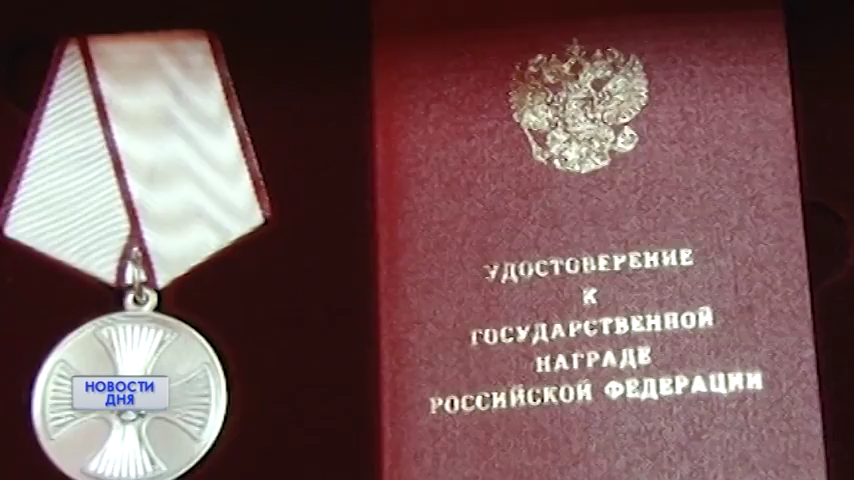 НОВОСТИ
ДНЯ
УДОСТОВЕРЕНИЕ
К
ГОСУДАРСТВЕННОЙ
НАГРАДЕ
РОССИЙСКОЙ ФЕДЕРАЦИИ